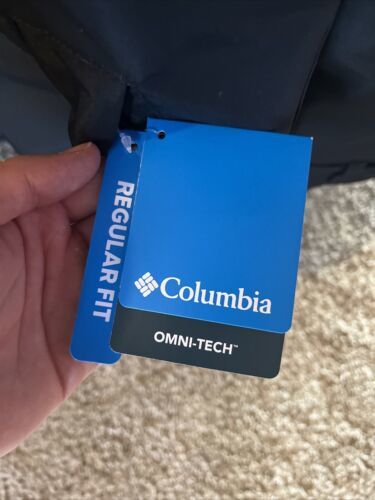 REGULAR FIT
Columbia
OMNI-TECH™